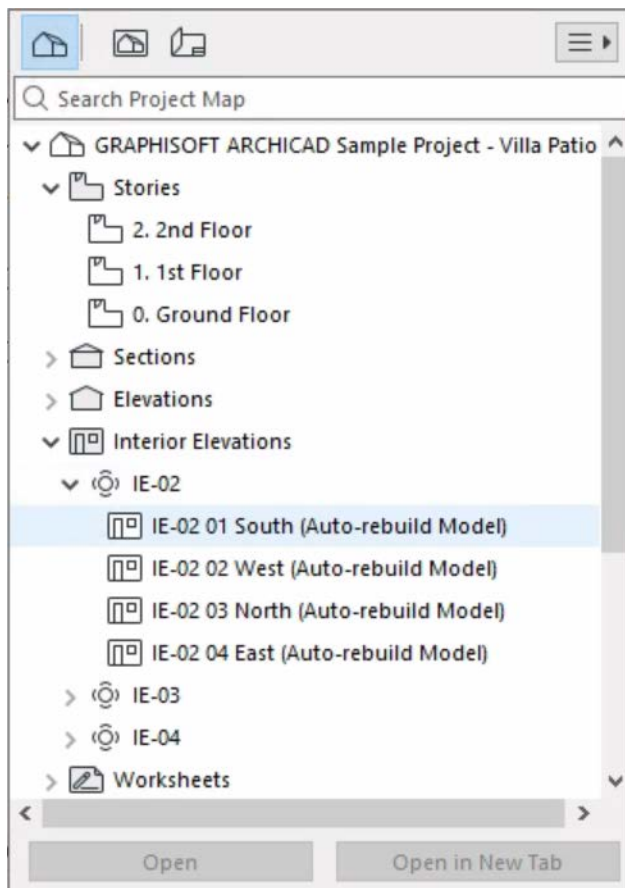 Search Project Map
GRAPHISOFT ARCHICAD Sample Project - Villa Patio
Stories
2. 2nd Floor
1. 1st Floor
0. Ground Floor
Sections
Elevations
Interior Elevations
IE-02
IE-02 01 South (Auto-rebuild Model)
IE-02 02 West (Auto-rebuild Model)
IE-02 03 North (Auto-rebuild Model)
IE-02 04 East (Auto-rebuild Model)
IE-03
IE-04
Worksheets
Open Open in New Tab